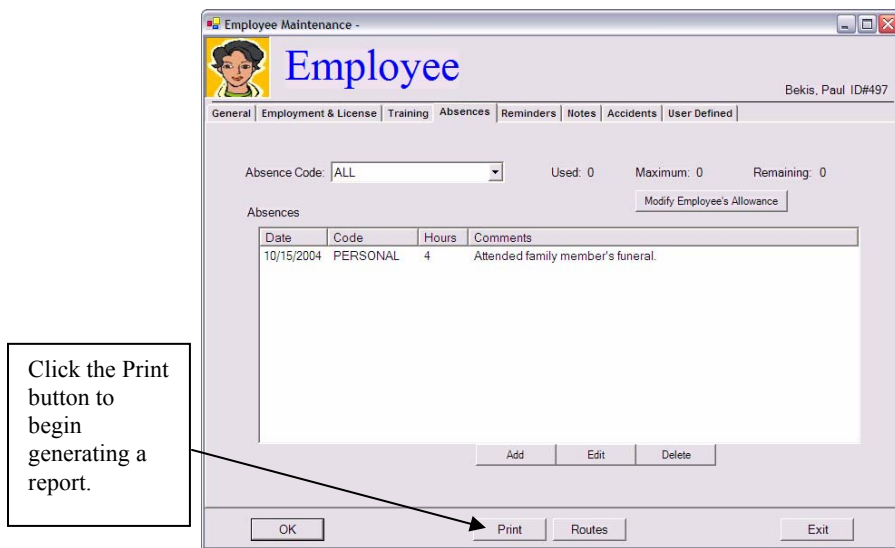 Employee Maintenance -
Employee
Bekis, Paul ID#497
General Employment & License Training Absences Reminders Notes Accidents User Defined
Absence Code: ALL Used: 0 Maximum: 0 Remaining: 0
Modify Employee's Allowance
Absences
Date Code Hours Comments
10/15/2004 PERSONAL 4 Attended family member's funeral.
Add Edit Delete
OK Print Routes Exit
Click the Print
button to
begin
generating a
report.